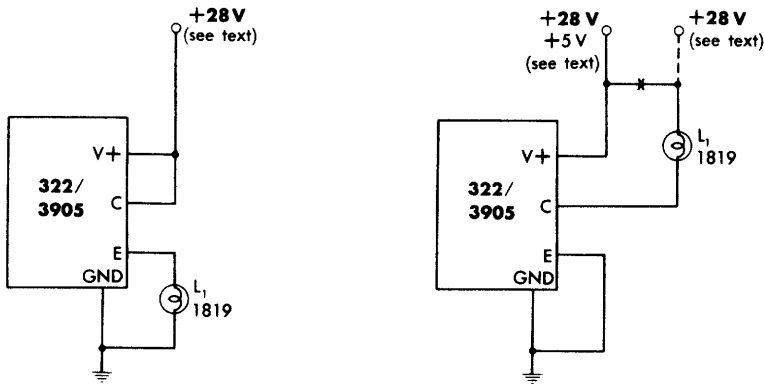 +28 V
(see text)
V+
322/
3905
C
E
GND
L₁
1819
+28 V
+5 V
(see text)
+28 V
(see text)
V+
322/
3905
C
E
GND
L₁
1819